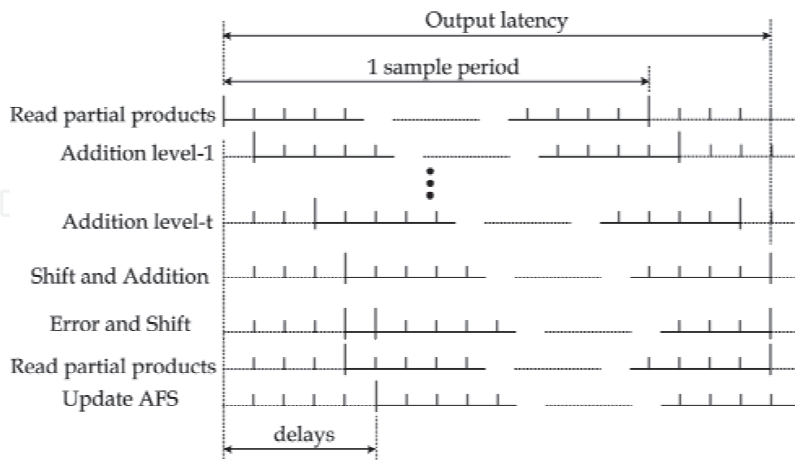 Output latency
1 sample period
Read partial products
Addition level-1
Addition level-t
Shift and Addition
Error and Shift
Read partial products
Update AFS
delays